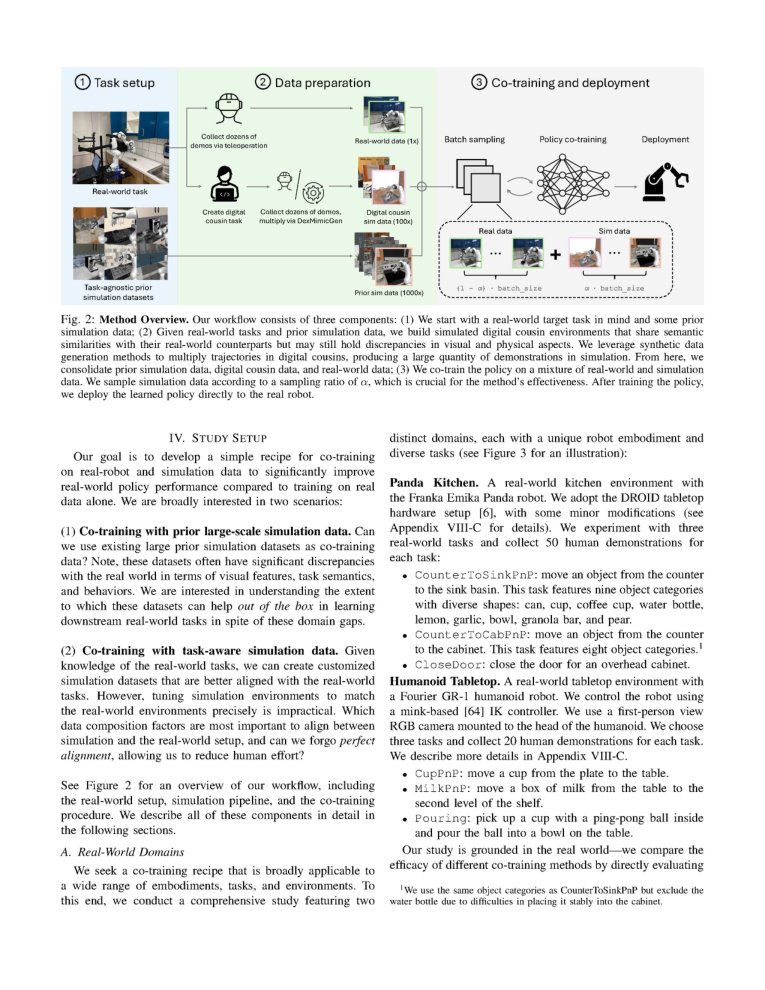 1 Task setup
2 Data preparation
3 Co-training and deployment
Real-world task
Task-agnostic prior
simulation datasets
Collect dozens of
demos via teleoperation
Create digital
cousin task
Collect dozens of demos,
multiply via DexMimicGen
Real-world data (1x)
Digital cousin
sim data (100x)
Prior sim data (1000x)
Batch sampling
Policy co-training
Deployment
Real data
Sim data
... + ...
(1 - α) · batch_size
α · batch_size
Fig. 2: Method Overview. Our workflow consists of three components: (1) We start with a real-world target task in mind and some prior
simulation data; (2) Given real-world tasks and prior simulation data, we build simulated digital cousin environments that share semantic
similarities with their real-world counterparts but may still hold discrepancies in visual and physical aspects. We leverage synthetic data
generation methods to multiply trajectories in digital cousins, producing a large quantity of demonstrations in simulation. From here, we
consolidate prior simulation data, digital cousin data, and real-world data; (3) We co-train the policy on a mixture of real-world and simulation
data. We sample simulation data according to a sampling ratio of α, which is crucial for the method's effectiveness. After training the policy,
we deploy the learned policy directly to the real robot.
IV. STUDY SETUP
Our goal is to develop a simple recipe for co-training
on real-robot and simulation data to significantly improve
real-world policy performance compared to training on real
data alone. We are broadly interested in two scenarios:
(1) Co-training with prior large-scale simulation data. Can
we use existing large prior simulation datasets as co-training
data? Note, these datasets often have significant discrepancies
with the real world in terms of visual features, task semantics,
and behaviors. We are interested in understanding the extent
to which these datasets can help out of the box in learning
downstream real-world tasks in spite of these domain gaps.
(2) Co-training with task-aware simulation data. Given
knowledge of the real-world tasks, we can create customized
simulation datasets that are better aligned with the real-world
tasks. However, tuning simulation environments to match
the real-world environments precisely is impractical. Which
data composition factors are most important to align between
simulation and the real-world setup, and can we forgo perfect
alignment, allowing us to reduce human effort?
See Figure 2 for an overview of our workflow, including
the real-world setup, simulation pipeline, and the co-training
procedure. We describe all of these components in detail in
the following sections.
A. Real-World Domains
We seek a co-training recipe that is broadly applicable to
a wide range of embodiments, tasks, and environments. To
this end, we conduct a comprehensive study featuring two
distinct domains, each with a unique robot embodiment and
diverse tasks (see Figure 3 for an illustration):
Panda Kitchen. A real-world kitchen environment with
the Franka Emika Panda robot. We adopt the DROID tabletop
hardware setup [6], with some minor modifications (see
Appendix VIII-C for details). We experiment with three
real-world tasks and collect 50 human demonstrations for
each task:
• CounterToSinkPnP: move an object from the counter
to the sink basin. This task features nine object categories
with diverse shapes: can, cup, coffee cup, water bottle,
lemon, garlic, bowl, granola bar, and pear.
• CounterToCabPnP: move an object from the counter
to the cabinet. This task features eight object categories.1
• CloseDoor: close the door for an overhead cabinet.
Humanoid Tabletop. A real-world tabletop environment with
a Fourier GR-1 humanoid robot. We control the robot using
a mink-based [64] IK controller. We use a first-person view
RGB camera mounted to the head of the humanoid. We choose
three tasks and collect 20 human demonstrations for each task.
We describe more details in Appendix VIII-C.
• CupPnP: move a cup from the plate to the table.
• MilkPnP: move a box of milk from the table to the
second level of the shelf.
• Pouring: pick up a cup with a ping-pong ball inside
and pour the ball into a bowl on the table.
Our study is grounded in the real world—we compare the
efficacy of different co-training methods by directly evaluating
1We use the same object categories as CounterToSinkPnP but exclude the
water bottle due to difficulties in placing it stably into the cabinet.